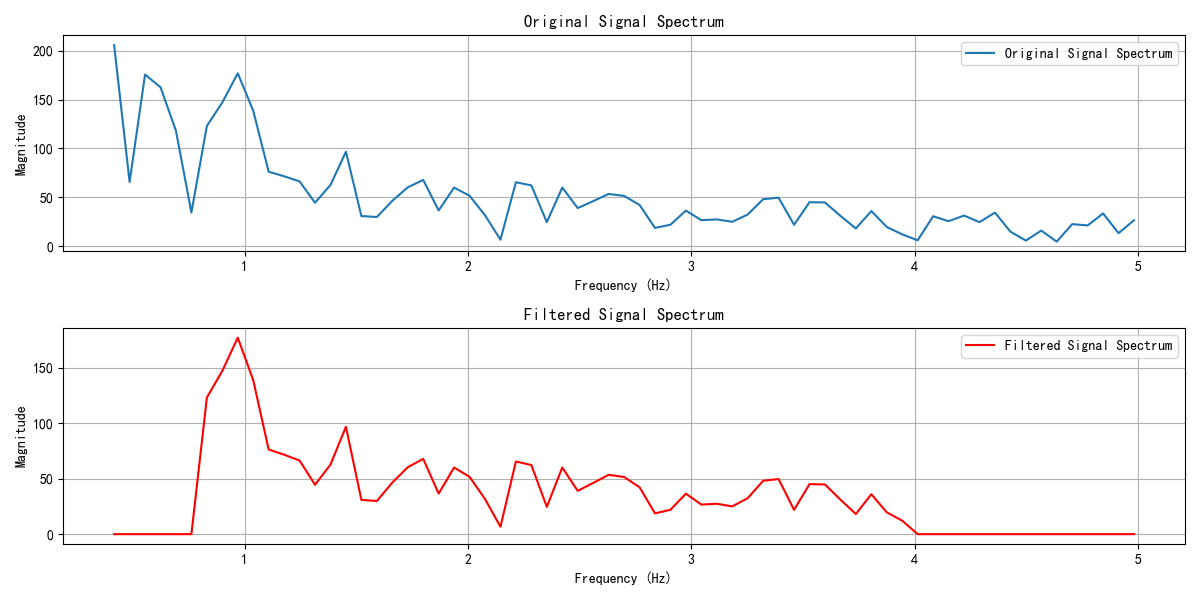 Original Signal Spectrum
Original Signal Spectrum
Magnitude
200
150
100
50
0
1
2
3
4
5
Frequency (Hz)
Filtered Signal Spectrum
Filtered Signal Spectrum
Magnitude
150
100
50
0
1
2
3
4
5
Frequency (Hz)